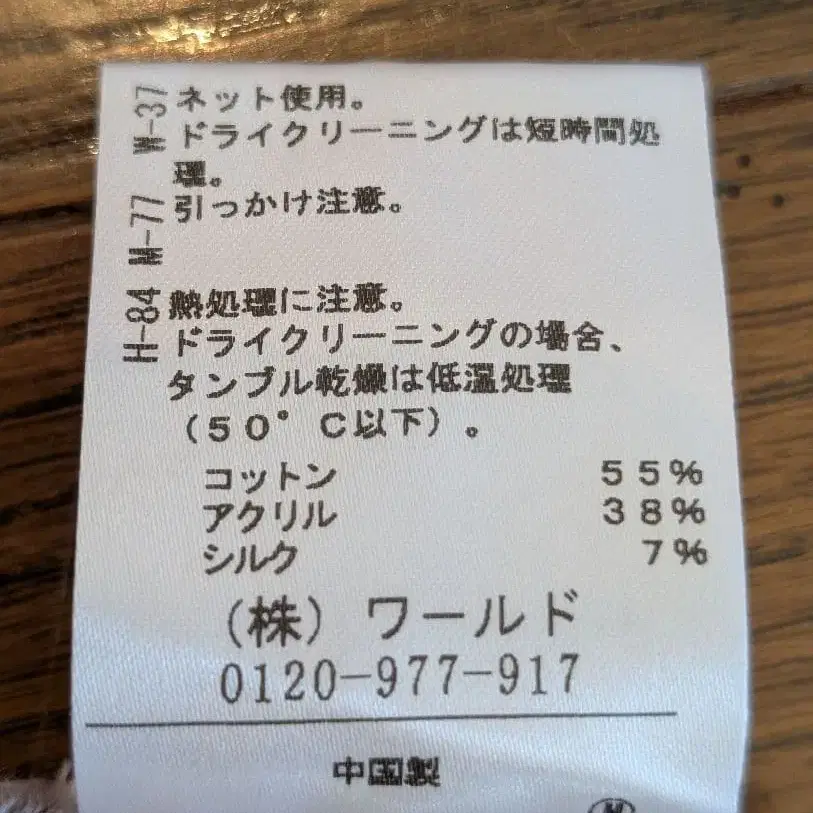 W-37
ネット使用。
ドライクリーニングは短時間処
理。
M-77
引っかけ注意。
H-84
熱処理に注意。
ドライクリーニングの場合、
タンブル乾燥は低温処理
(50°C以下)。
コットン 55%
アクリル 38%
シルク 7%
(株)ワールド
0120-977-917
中国製